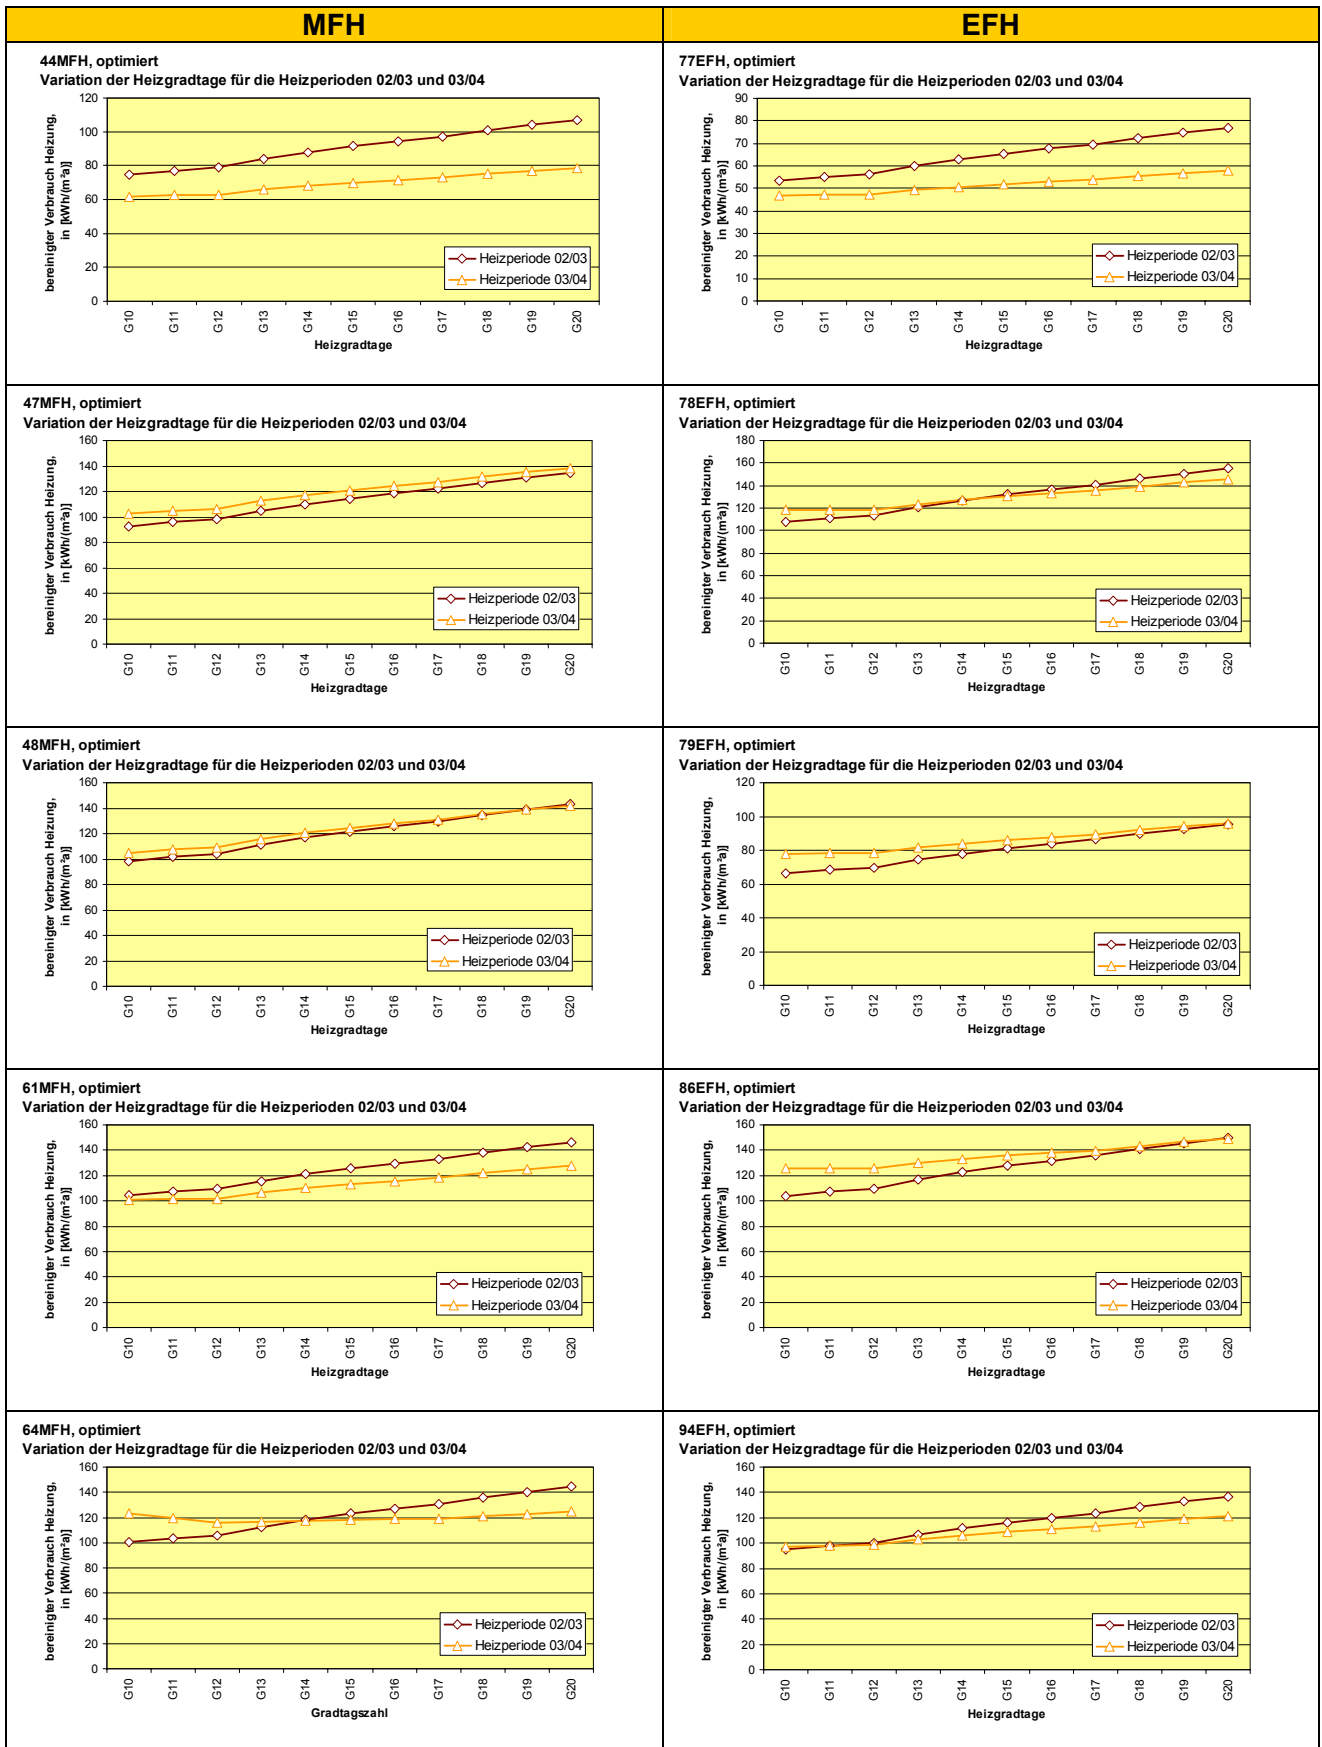 MFH
EFH
44MFH, optimiert
Variation der Heizgradtage für die Heizperioden 02/03 und 03/04
bereinigter Verbrauch Heizung,
in [kWh/(m²a)]
120
100
80
60
40
20
0
Heizperiode 02/03
Heizperiode 03/04
G10 G11 G12 G13 G14 G15 G16 G17 G18 G19 G20
Heizgradtage
77EFH, optimiert
Variation der Heizgradtage für die Heizperioden 02/03 und 03/04
bereinigter Verbrauch Heizung,
in [kWh/(m²a)]
90
80
70
60
50
40
30
20
10
0
Heizperiode 02/03
Heizperiode 03/04
G10 G11 G12 G13 G14 G15 G16 G17 G18 G19 G20
Heizgradtage
47MFH, optimiert
Variation der Heizgradtage für die Heizperioden 02/03 und 03/04
bereinigter Verbrauch Heizung,
in [kWh/(m²a)]
160
140
120
100
80
60
40
20
0
Heizperiode 02/03
Heizperiode 03/04
G10 G11 G12 G13 G14 G15 G16 G17 G18 G19 G20
Heizgradtage
78EFH, optimiert
Variation der Heizgradtage für die Heizperioden 02/03 und 03/04
bereinigter Verbrauch Heizung,
in [kWh/(m²a)]
180
160
140
120
100
80
60
40
20
0
Heizperiode 02/03
Heizperiode 03/04
G10 G11 G12 G13 G14 G15 G16 G17 G18 G19 G20
Heizgradtage
48MFH, optimiert
Variation der Heizgradtage für die Heizperioden 02/03 und 03/04
bereinigter Verbrauch Heizung,
in [kWh/(m²a)]
160
140
120
100
80
60
40
20
0
Heizperiode 02/03
Heizperiode 03/04
G10 G11 G12 G13 G14 G15 G16 G17 G18 G19 G20
Heizgradtage
79EFH, optimiert
Variation der Heizgradtage für die Heizperioden 02/03 und 03/04
bereinigter Verbrauch Heizung,
in [kWh/(m²a)]
120
100
80
60
40
20
0
Heizperiode 02/03
Heizperiode 03/04
G10 G11 G12 G13 G14 G15 G16 G17 G18 G19 G20
Heizgradtage
61MFH, optimiert
Variation der Heizgradtage für die Heizperioden 02/03 und 03/04
bereinigter Verbrauch Heizung,
in [kWh/(m²a)]
160
140
120
100
80
60
40
20
0
Heizperiode 02/03
Heizperiode 03/04
G10 G11 G12 G13 G14 G15 G16 G17 G18 G19 G20
Heizgradtage
86EFH, optimiert
Variation der Heizgradtage für die Heizperioden 02/03 und 03/04
bereinigter Verbrauch Heizung,
in [kWh/(m²a)]
160
140
120
100
80
60
40
20
0
Heizperiode 02/03
Heizperiode 03/04
G10 G11 G12 G13 G14 G15 G16 G17 G18 G19 G20
Heizgradtage
64MFH, optimiert
Variation der Heizgradtage für die Heizperioden 02/03 und 03/04
bereinigter Verbrauch Heizung,
in [kWh/(m²a)]
160
140
120
100
80
60
40
20
0
Heizperiode 02/03
Heizperiode 03/04
G10 G11 G12 G13 G14 G15 G16 G17 G18 G19 G20
Gradtagszahl
94EFH, optimiert
Variation der Heizgradtage für die Heizperioden 02/03 und 03/04
bereinigter Verbrauch Heizung,
in [kWh/(m²a)]
160
140
120
100
80
60
40
20
0
Heizperiode 02/03
Heizperiode 03/04
G10 G11 G12 G13 G14 G15 G16 G17 G18 G19 G20
Heizgradtage